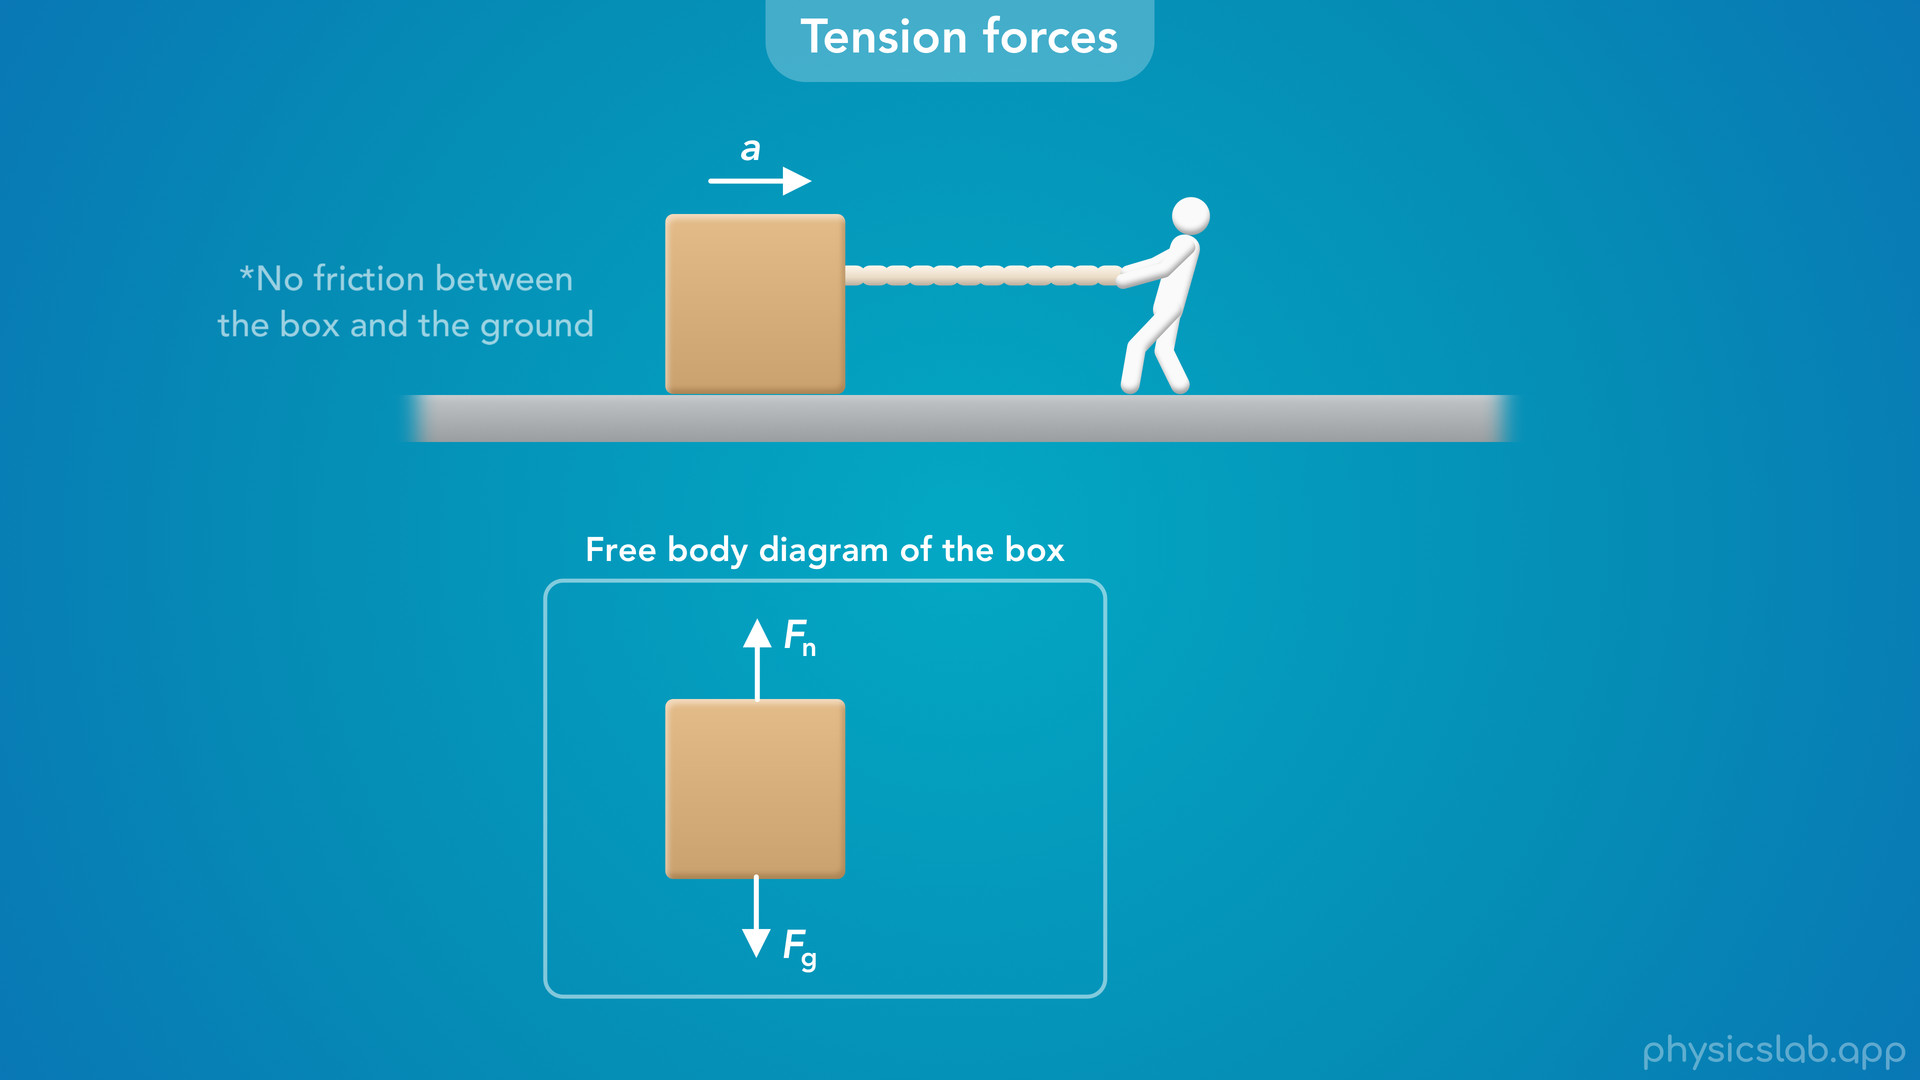 Tension forces
a
*No friction between
the box and the ground
Free body diagram of the box
Fn
Fg
physicslab.app